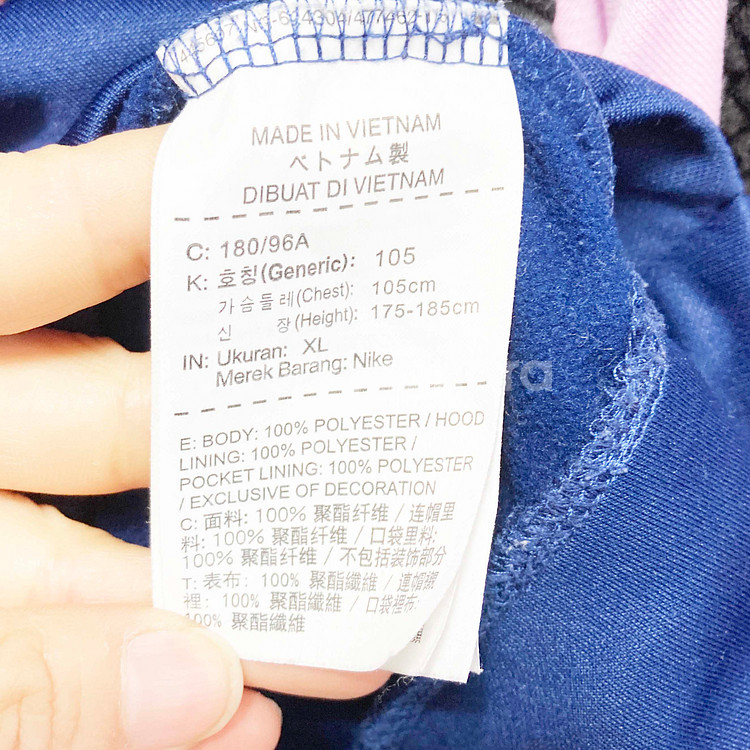 MADE IN VIETNAM
ベトナム製
DIBUAT DI VIETNAM
C: 180/96A
K: 호칭(Generic): 105
가슴둘레(Chest): 105cm
신 장(Height): 175-185cm
IN: Ukuran: XL
Merek Barang: Nike
E: BODY: 100% POLYESTER / HOOD
LINING: 100% POLYESTER /
POCKET LINING: 100% POLYESTER
/ EXCLUSIVE OF DECORATION
C: 面料: 100% 聚酯纤维 / 连帽里
料: 100% 聚酯纤维 / 口袋里料:
100% 聚酯纤维 / 不包括装饰部分
T: 表布: 100% 聚酯纖維 / 連帽襯
裡: 100% 聚酯纖維 / 口袋裡布:
100% 聚酯纖維